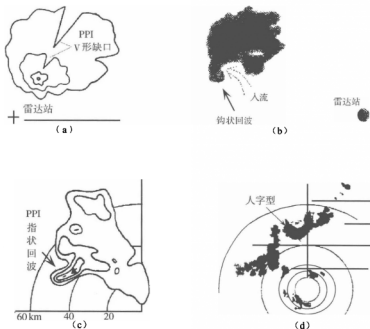 PPI
V 形缺口
雷达站
(a)
入流
钩状回波
雷达站
(b)
PPI
指
状
回
波
60 km 40 20
(c)
人字型
(d)